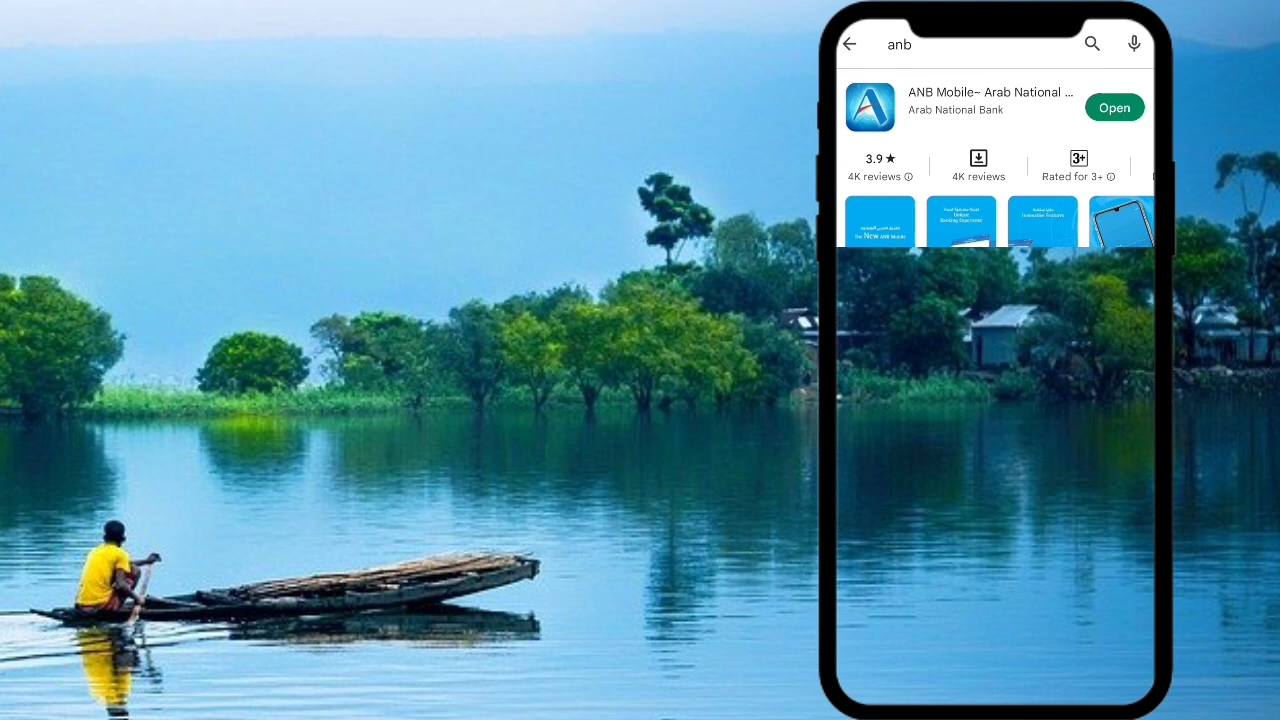 anb
ANB Mobile~ Arab National ...
Arab National Bank
Open
3.9★
4K reviews
4K reviews
3+
Rated for 3+
Unique
Banking Experience
Innovative Features
the New ANB Mobile